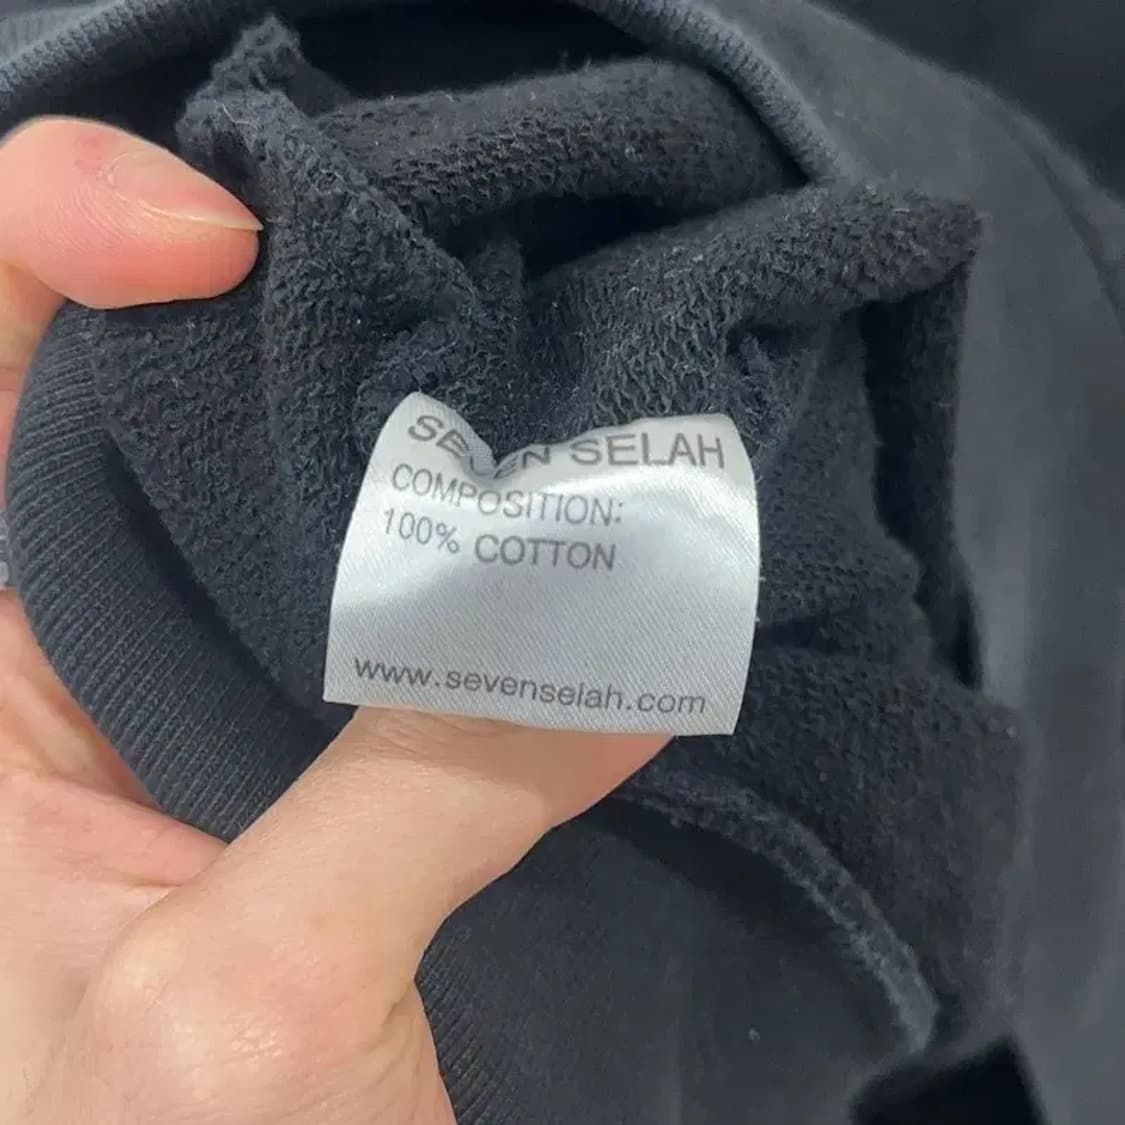 SEVEN SELAH
COMPOSITION:
100% COTTON
www.sevenselah.com